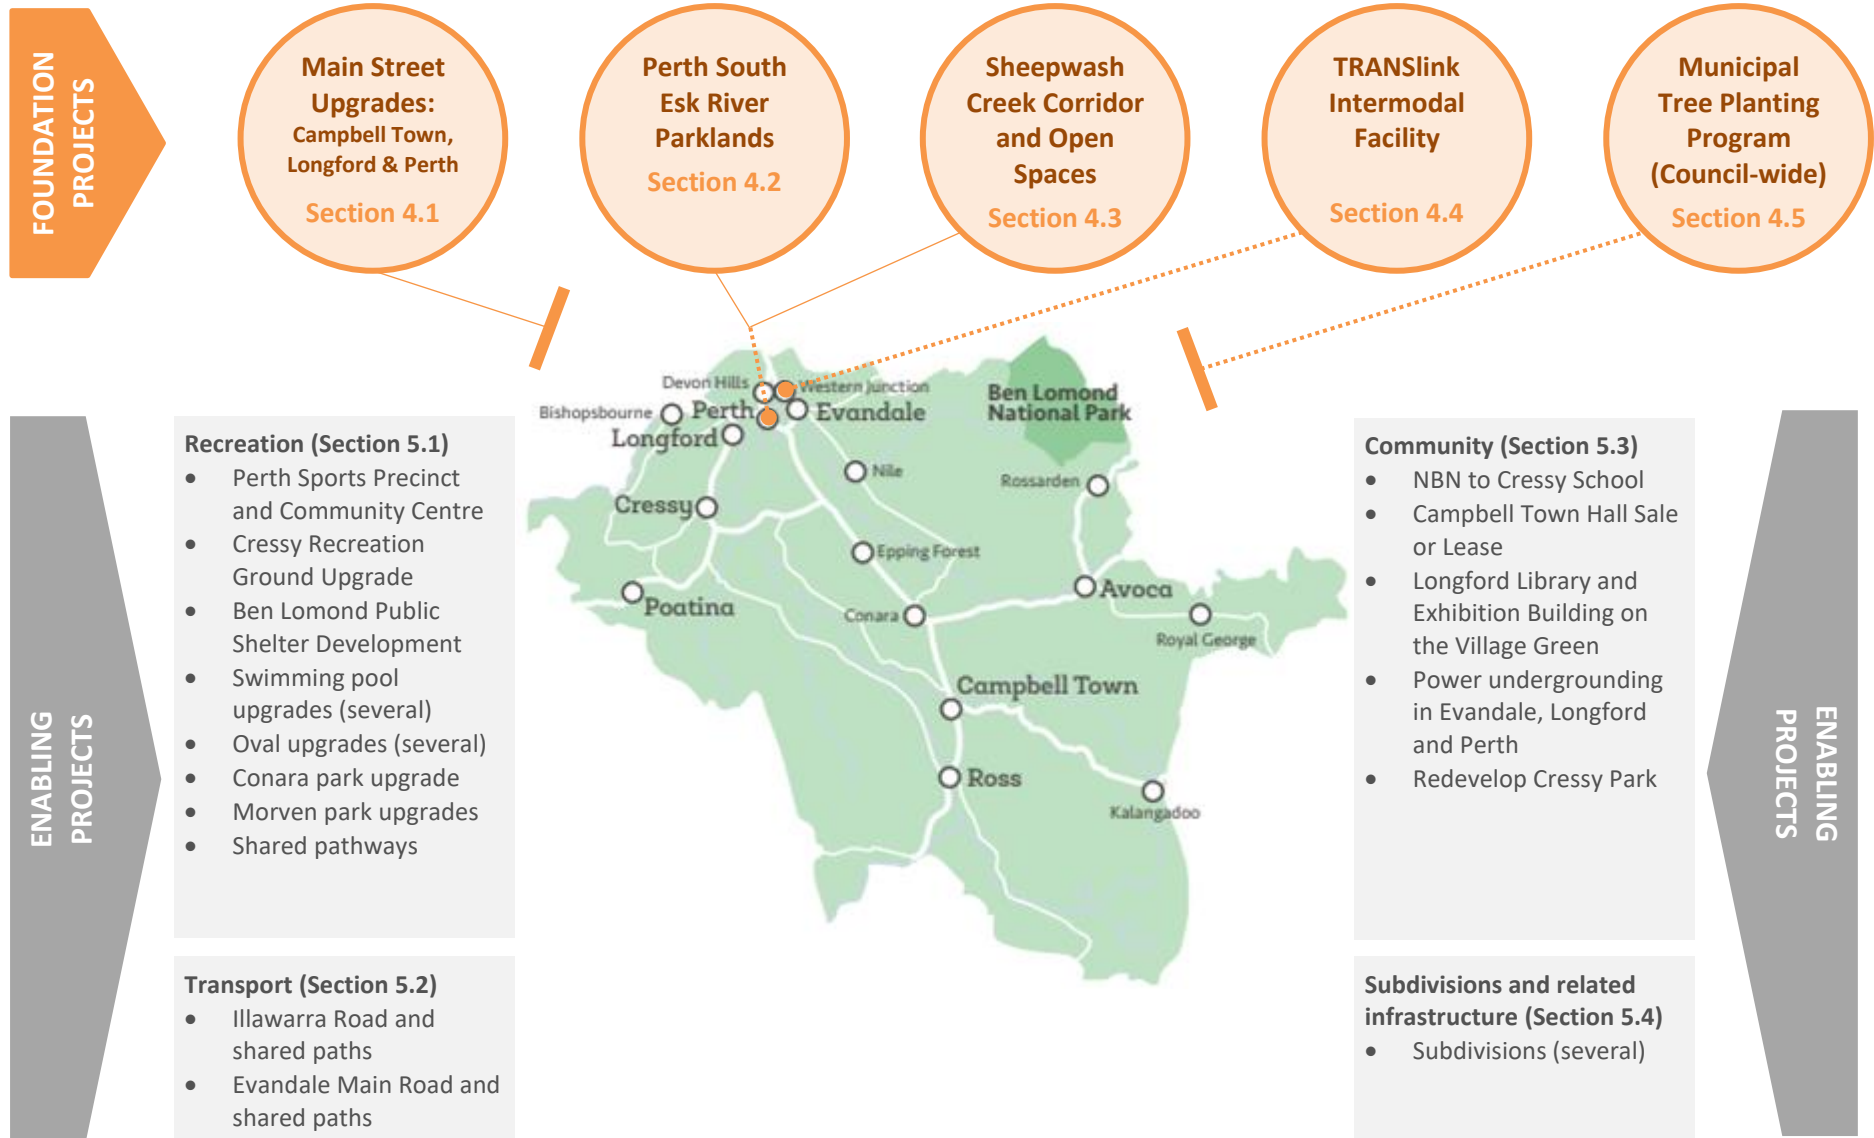 FOUNDATION
PROJECTS
Main Street
Upgrades:
Campbell Town,
Longford & Perth
Section 4.1
Perth South
Esk River
Parklands
Section 4.2
Sheepwash
Creek Corridor
and Open
Spaces
Section 4.3
TRANSlink
Intermodal
Facility
Section 4.4
Municipal
Tree Planting
Program
(Council-wide)
Section 4.5
ENABLING
PROJECTS
Recreation (Section 5.1)
• Perth Sports Precinct
and Community Centre
• Cressy Recreation
Ground Upgrade
• Ben Lomond Public
Shelter Development
• Swimming pool
upgrades (several)
• Oval upgrades (several)
• Conara park upgrade
• Morven park upgrades
• Shared pathways
Transport (Section 5.2)
• Illawarra Road and
shared paths
• Evandale Main Road and
shared paths
Devon Hills
Western Junction
Bishopsbourne
Perth
Evandale
Longford
Ben Lomond
National Park
Nile
Rossarden
Cressy
Epping Forest
Poatina
Conara
Avoca
Royal George
Campbell Town
Ross
Kalangadoo
Community (Section 5.3)
• NBN to Cressy School
• Campbell Town Hall Sale
or Lease
• Longford Library and
Exhibition Building on
the Village Green
• Power undergrounding
in Evandale, Longford
and Perth
• Redevelop Cressy Park
Subdivisions and related
infrastructure (Section 5.4)
• Subdivisions (several)
ENABLING
PROJECTS